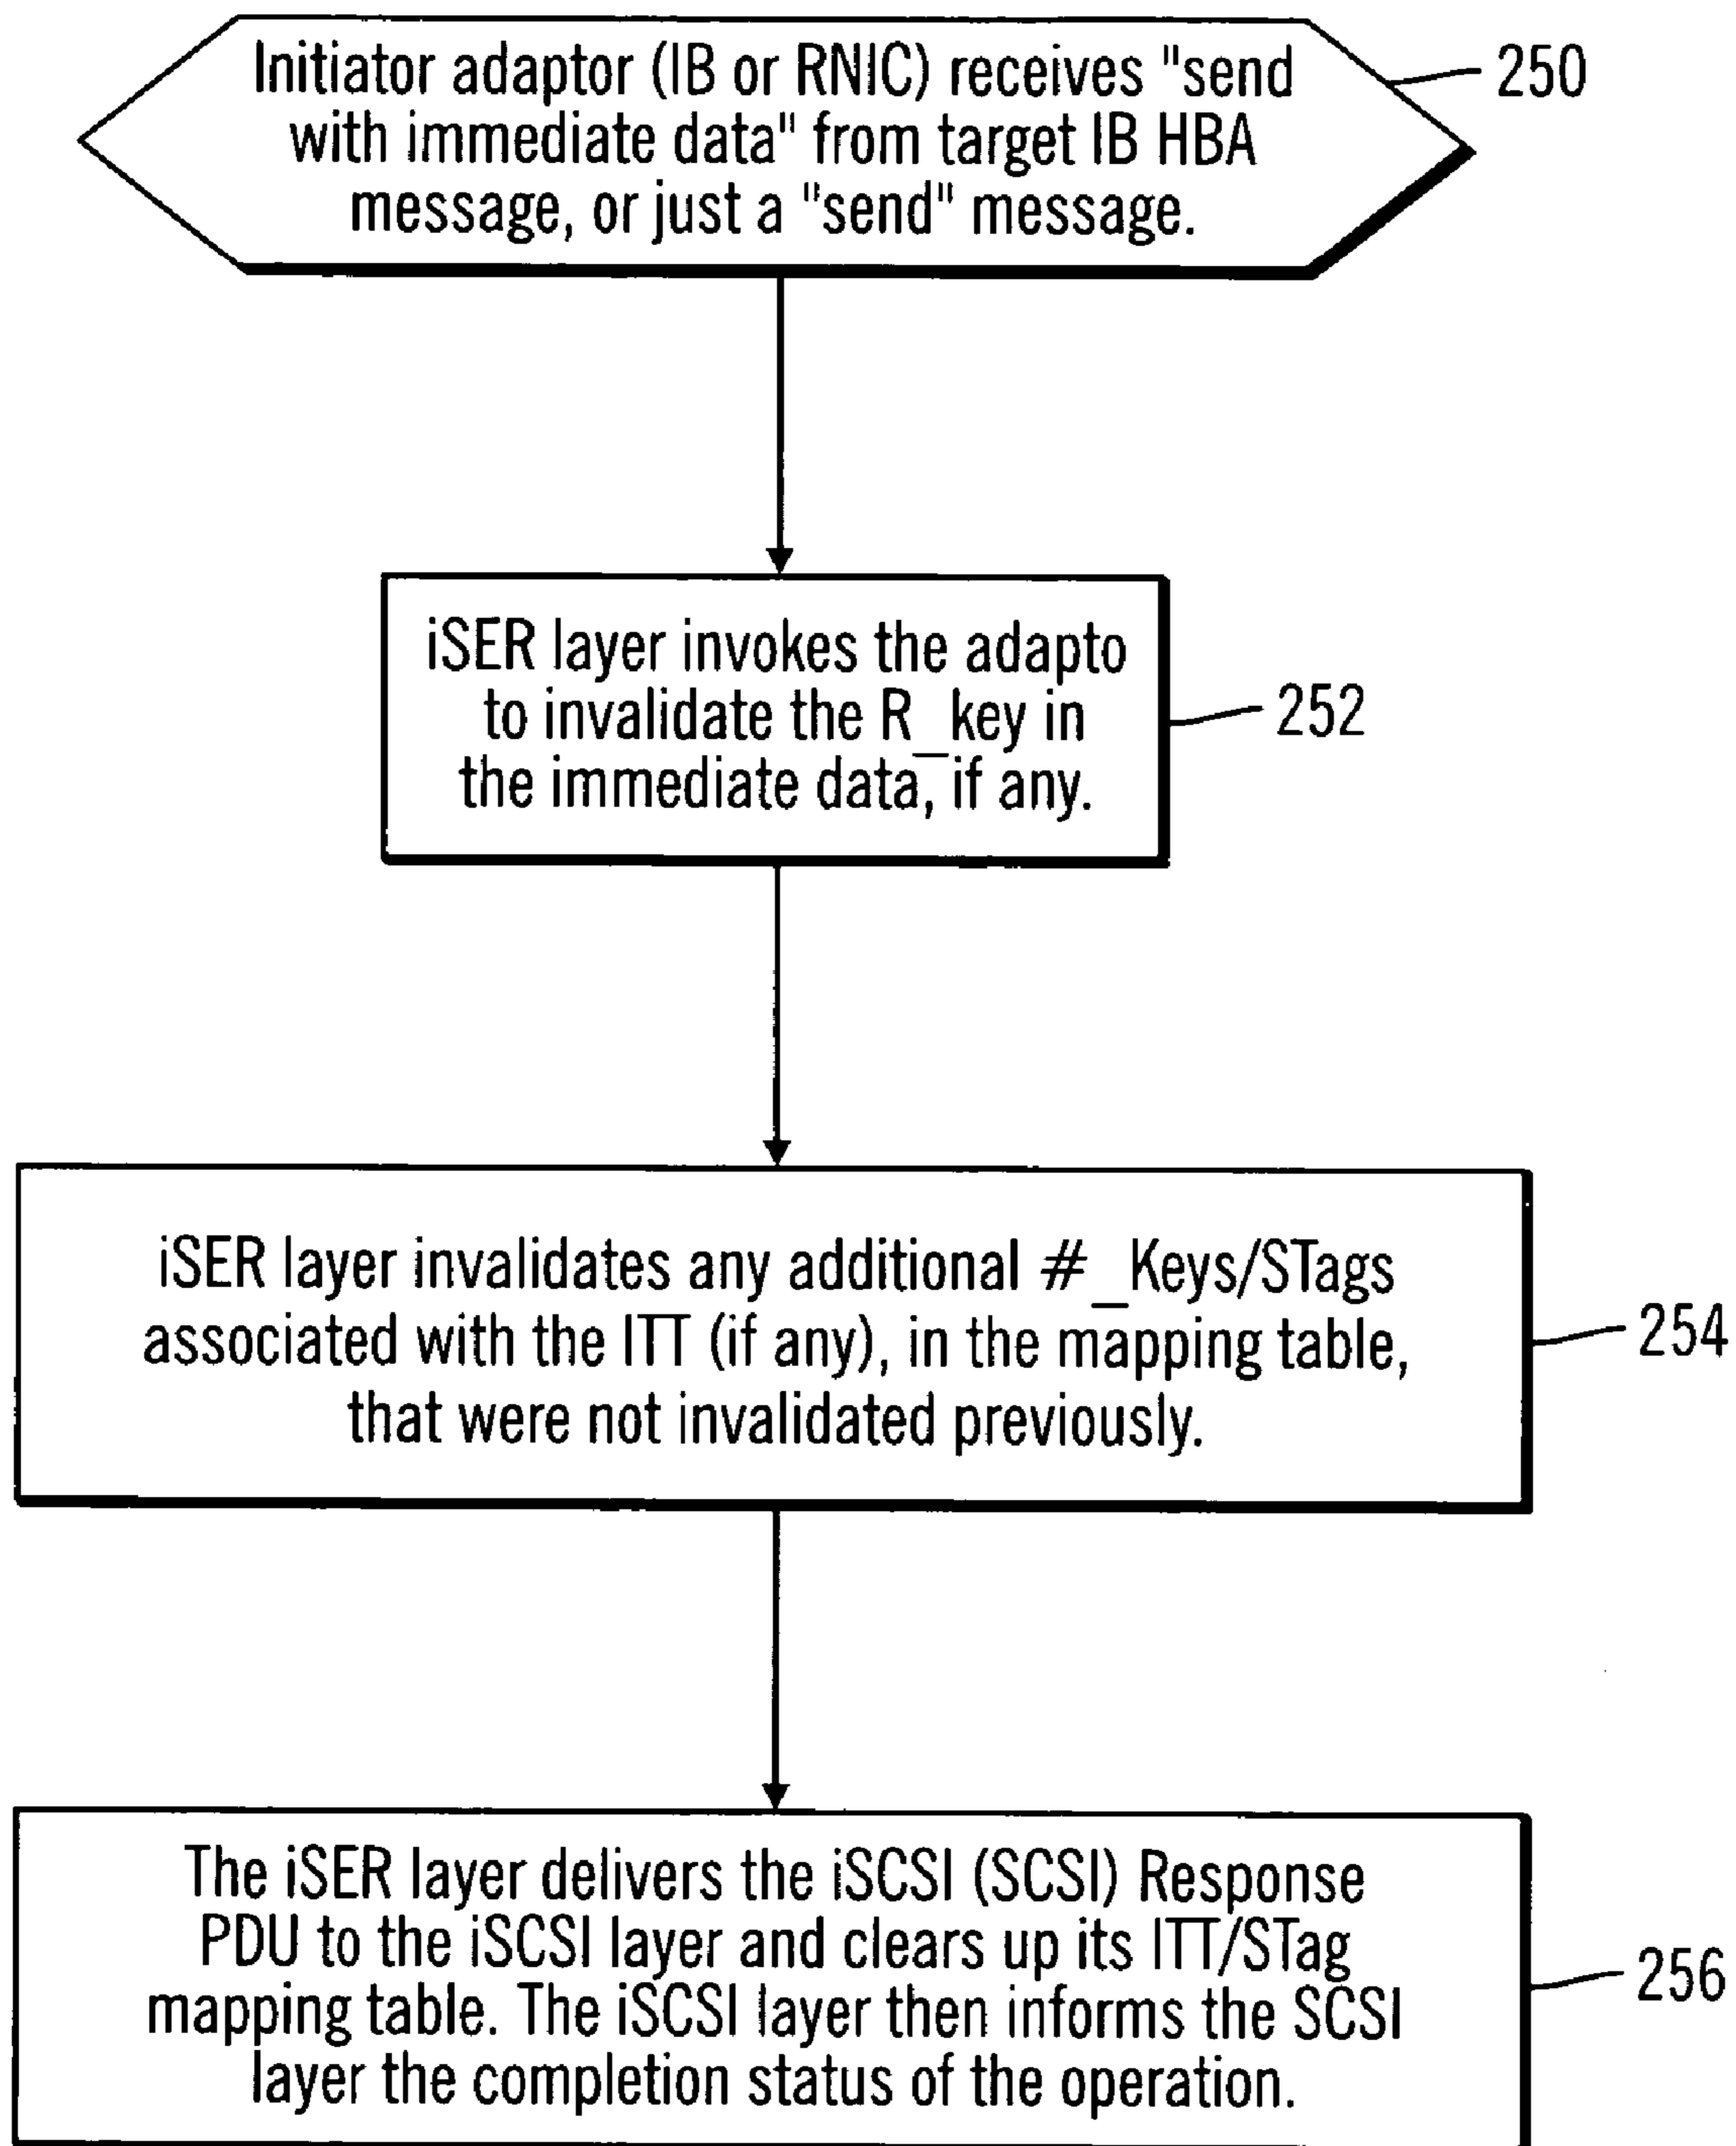 Initiator adaptor (IB or RNIC) receives "send
with immediate data" from target IB HBA
message, or just a "send" message.
250
iSER layer invokes the adapto
to invalidate the R_key in
the immediate data, if any.
252
iSER layer invalidates any additional #_Keys/STags
associated with the ITT (if any), in the mapping table,
that were not invalidated previously.
254
The iSER layer delivers the iSCSI (SCSI) Response
PDU to the iSCSI layer and clears up its ITT/STag
mapping table. The iSCSI layer then informs the SCSI
layer the completion status of the operation.
256